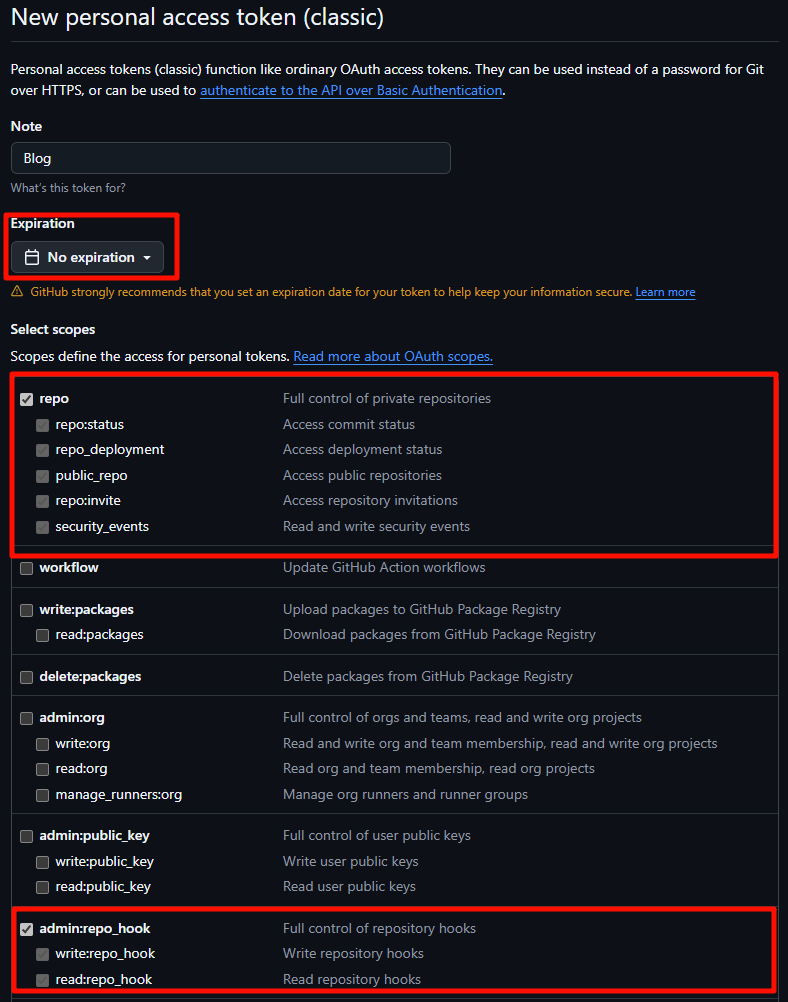 New personal access token (classic)
Personal access tokens (classic) function like ordinary OAuth access tokens. They can be used instead of a password for Git
over HTTPS, or can be used to authenticate to the API over Basic Authentication.
Note
Blog
What's this token for?
Expiration
No expiration
GitHub strongly recommends that you set an expiration date for your token to help keep your information secure. Learn more
Select scopes
Scopes define the access for personal tokens. Read more about OAuth scopes.
repo Full control of private repositories
repo:status Access commit status
repo_deployment Access deployment status
public_repo Access public repositories
repo:invite Access repository invitations
security_events Read and write security events
workflow Update GitHub Action workflows
write:packages Upload packages to GitHub Package Registry
read:packages Download packages from GitHub Package Registry
delete:packages Delete packages from GitHub Package Registry
admin:org Full control of orgs and teams, read and write org projects
write:org Read and write org and team membership, read and write org projects
read:org Read org and team membership, read org projects
manage_runners:org Manage org runners and runner groups
admin:public_key Full control of user public keys
write:public_key Write user public keys
read:public_key Read user public keys
admin:repo_hook Full control of repository hooks
write:repo_hook Write repository hooks
read:repo_hook Read repository hooks